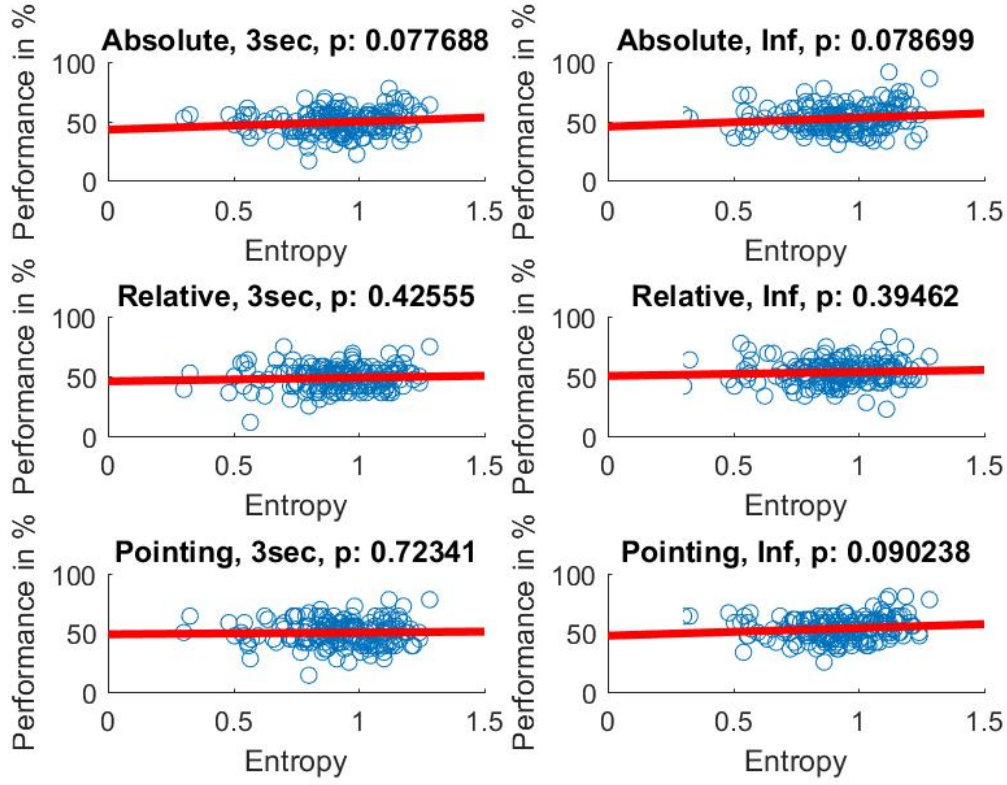 Absolute, 3sec, p: 0.077688
Performance in %
100
50
0
0 0.5 1 1.5
Entropy
Absolute, Inf, p: 0.078699
Performance in %
100
50
0
0 0.5 1 1.5
Entropy
Relative, 3sec, p: 0.42555
Performance in %
100
50
0
0 0.5 1 1.5
Entropy
Relative, Inf, p: 0.39462
Performance in %
100
50
0
0 0.5 1 1.5
Entropy
Pointing, 3sec, p: 0.72341
Performance in %
100
50
0
0 0.5 1 1.5
Entropy
Pointing, Inf, p: 0.090238
Performance in %
100
50
0
0 0.5 1 1.5
Entropy